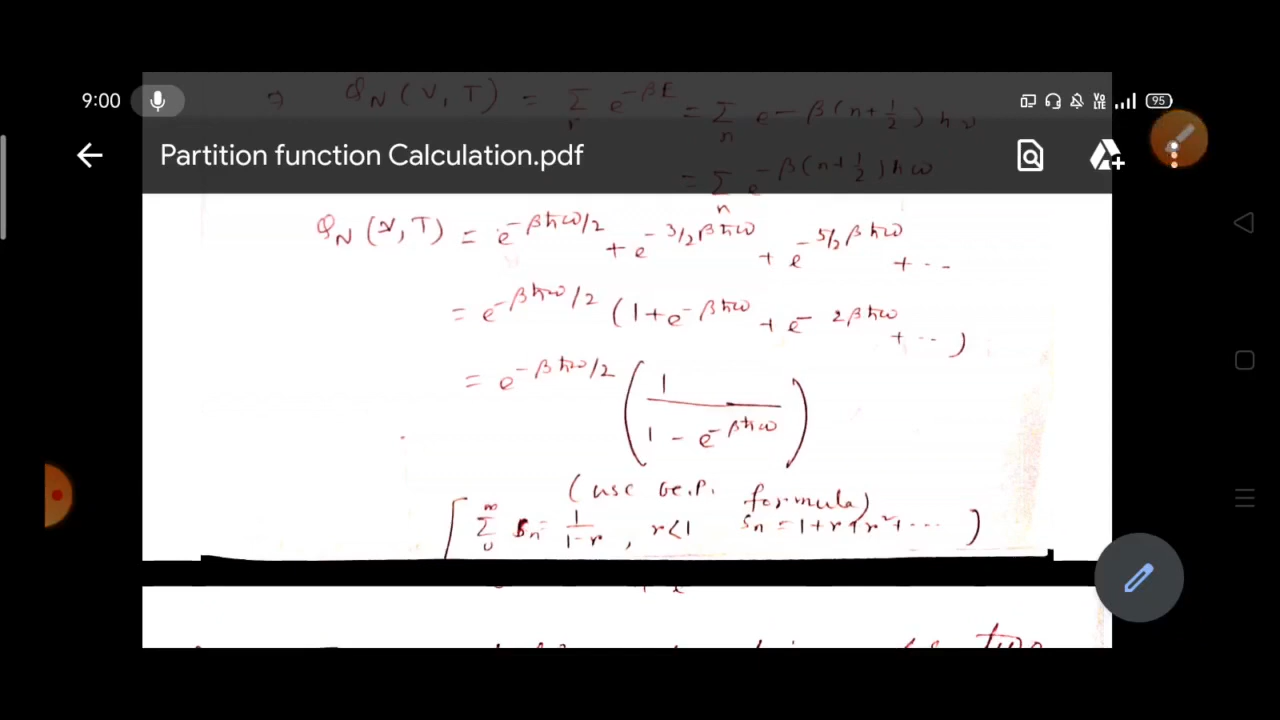 ⇒ Q_N (V, T) = Σ_r e^{-βE} = Σ_n e^{-β(n+1/2)hν}
9:00 95
Partition function Calculation.pdf
= Σ_n e^{-β(n+1/2)ħω}
Q_N (V, T) = e^{-βħω/2} + e^{-3/2 βħω} + e^{-5/2 βħω} + ...
= e^{-βħω/2} (1 + e^{-βħω} + e^{-2βħω} + ...)
= e^{-βħω/2} (1 / (1 - e^{-βħω}))
(use G.P. formula)
[Σ_0^∞ S_n = 1/(1-r), r<1 S_n = 1+r+r²+ ... )